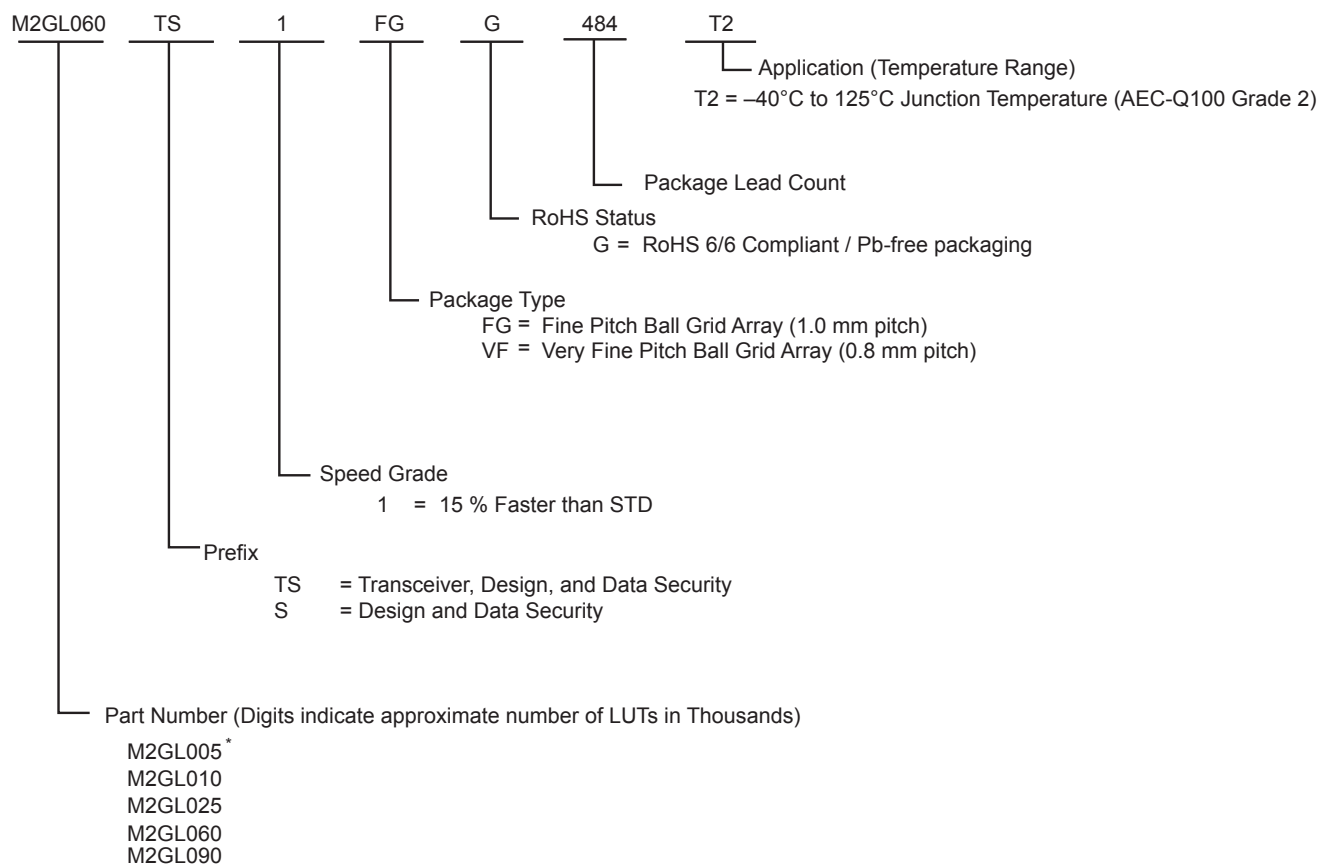 M2GL060 TS 1 FG G 484 T2
Application (Temperature Range)
T2 = –40°C to 125°C Junction Temperature (AEC-Q100 Grade 2)
Package Lead Count
RoHS Status
G = RoHS 6/6 Compliant / Pb-free packaging
Package Type
FG = Fine Pitch Ball Grid Array (1.0 mm pitch)
VF = Very Fine Pitch Ball Grid Array (0.8 mm pitch)
Speed Grade
1 = 15 % Faster than STD
Prefix
TS = Transceiver, Design, and Data Security
S = Design and Data Security
Part Number (Digits indicate approximate number of LUTs in Thousands)
M2GL005*
M2GL010
M2GL025
M2GL060
M2GL090